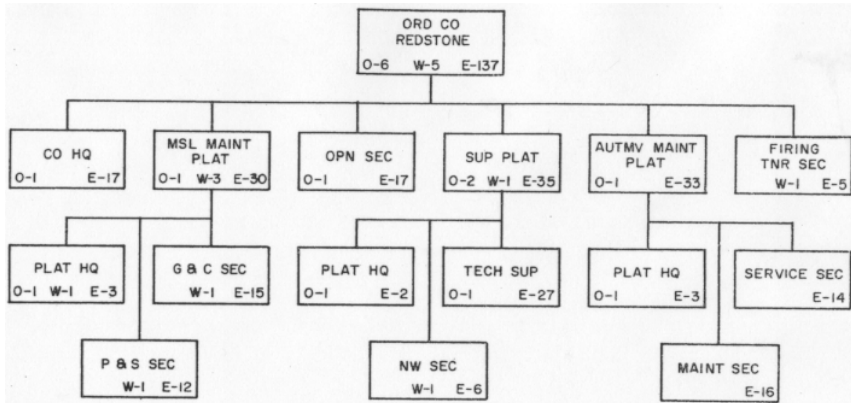 ORD CO
REDSTONE
O-6 W-5 E-137
CO HQ
O-1 E-17
MSL MAINT
PLAT
O-1 W-3 E-30
OPN SEC
O-1 E-17
SUP PLAT
O-2 W-1 E-35
AUTMV MAINT
PLAT
O-1 E-33
FIRING
TNR SEC
W-1 E-5
PLAT HQ
O-1 W-1 E-3
G & C SEC
W-1 E-15
PLAT HQ
O-1 E-2
TECH SUP
O-1 E-27
PLAT HQ
O-1 E-3
SERVICE SEC
E-14
P & S SEC
W-1 E-12
NW SEC
W-1 E-6
MAINT SEC
E-16